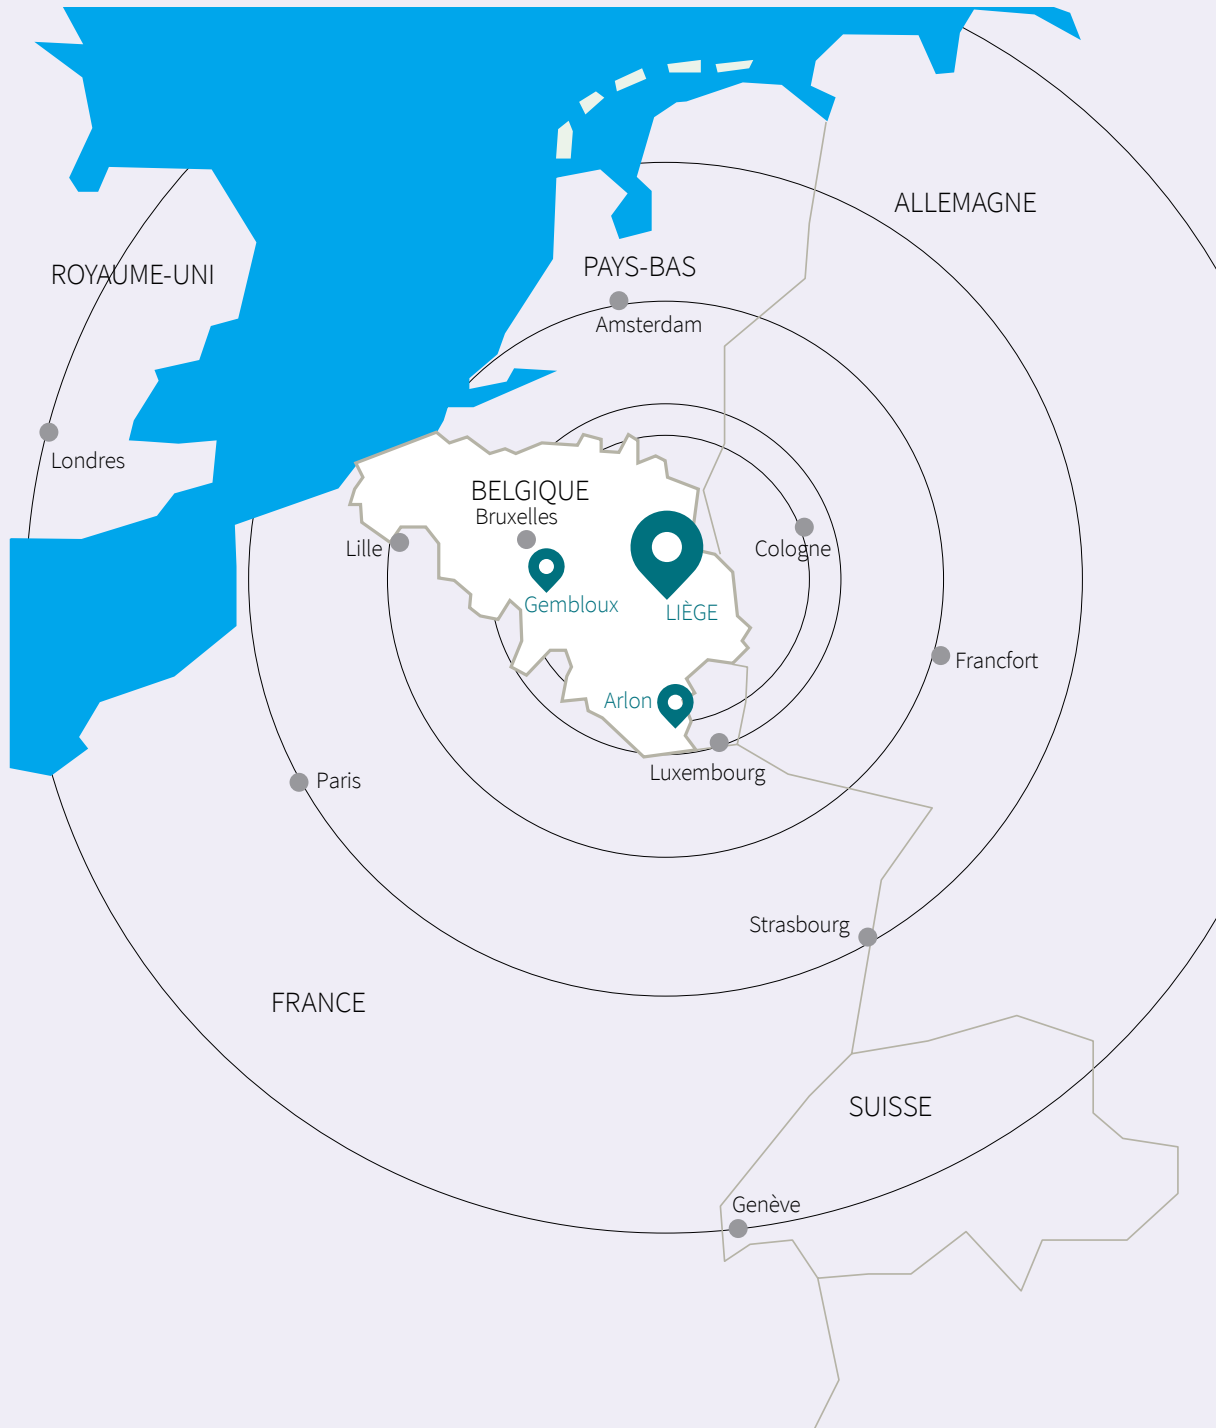 ALLEMAGNE
ROYAUME-UNI
PAYS-BAS
Amsterdam
Londres
BELGIQUE
Bruxelles
Lille
Cologne
Gembloux
LIÈGE
Francfort
Arlon
Luxembourg
Paris
Strasbourg
FRANCE
SUISSE
Genève